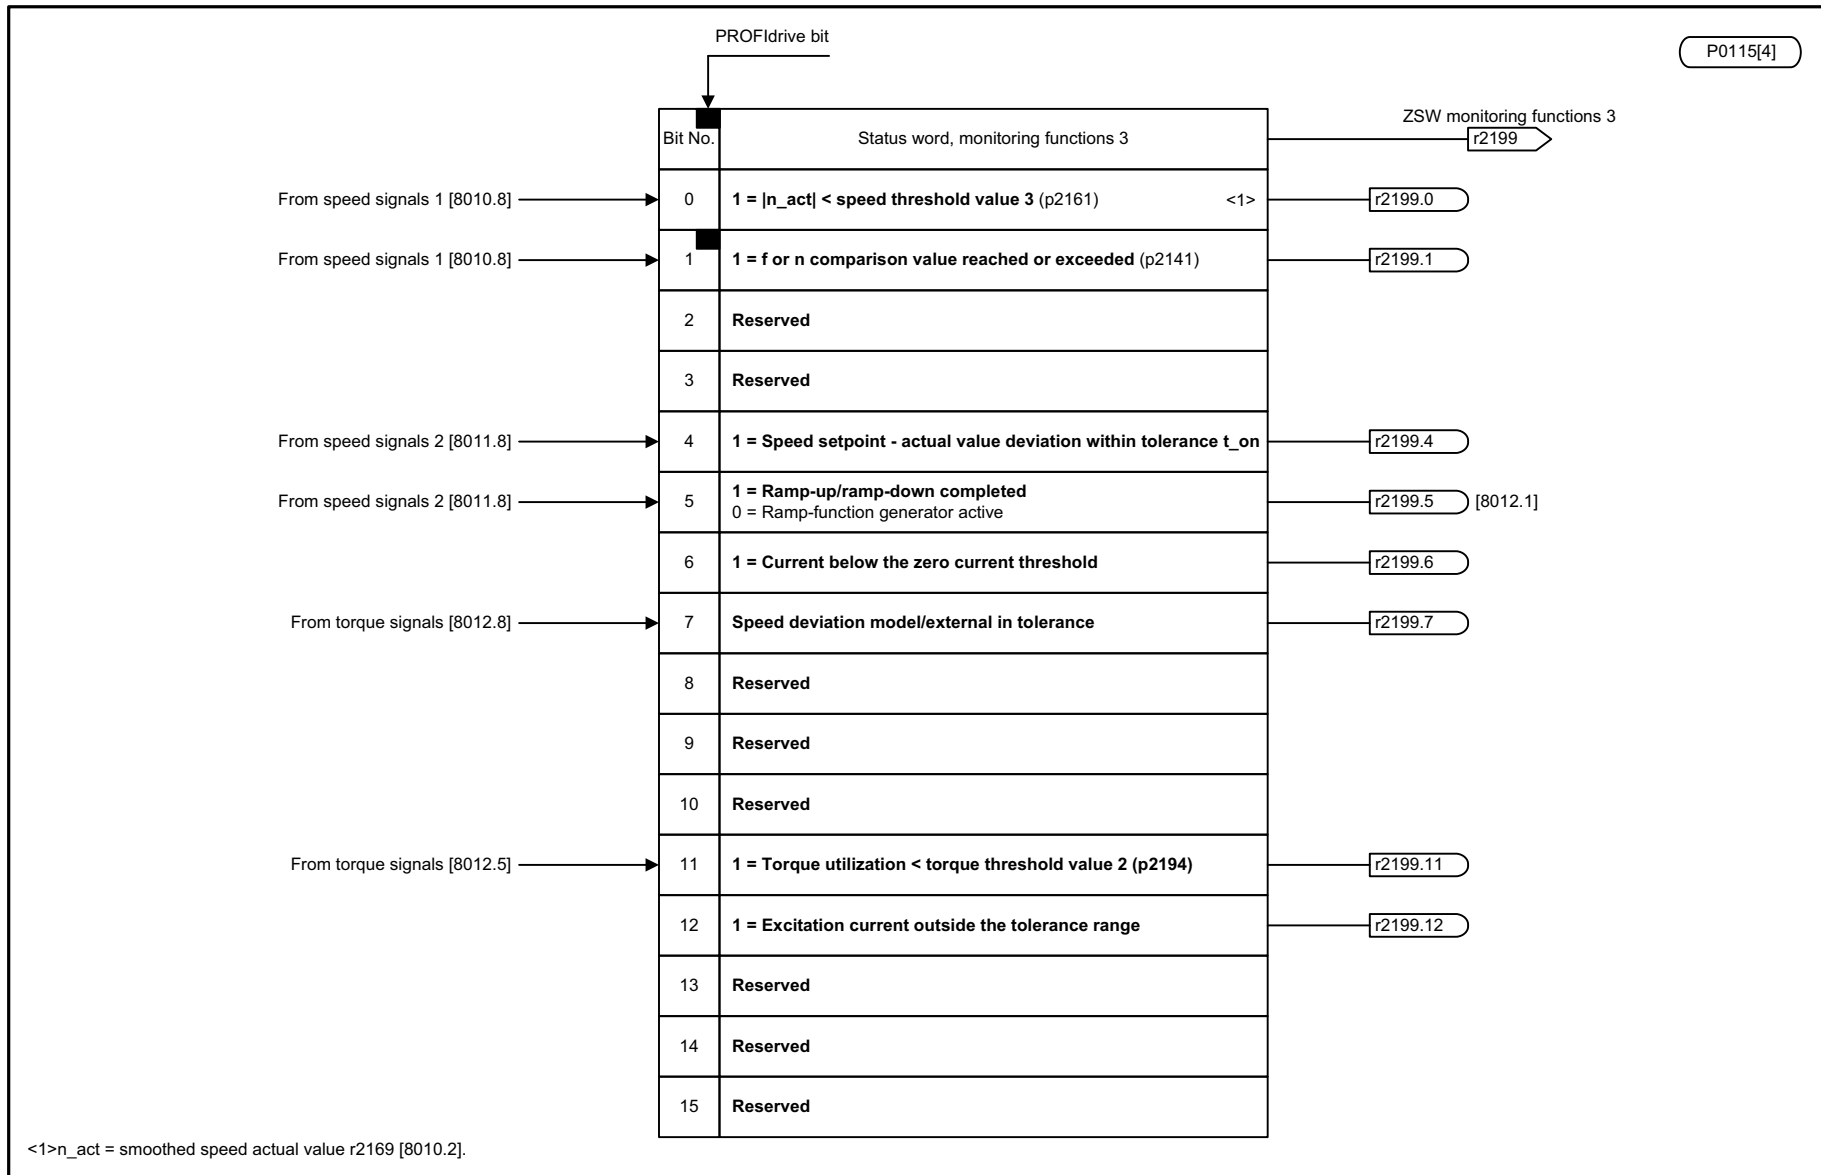 PROFIdrive bit
P0115[4]
ZSW monitoring functions 3
Bit No. Status word, monitoring functions 3 r2199
From speed signals 1 [8010.8] 0 1 = |n_act| < speed threshold value 3 (p2161) <1> r2199.0
From speed signals 1 [8010.8] 1 1 = f or n comparison value reached or exceeded (p2141) r2199.1
2 Reserved
3 Reserved
From speed signals 2 [8011.8] 4 1 = Speed setpoint - actual value deviation within tolerance t_on r2199.4
From speed signals 2 [8011.8] 5 1 = Ramp-up/ramp-down completed r2199.5 [8012.1]
0 = Ramp-function generator active
6 1 = Current below the zero current threshold r2199.6
From torque signals [8012.8] 7 Speed deviation model/external in tolerance r2199.7
8 Reserved
9 Reserved
10 Reserved
From torque signals [8012.5] 11 1 = Torque utilization < torque threshold value 2 (p2194) r2199.11
12 1 = Excitation current outside the tolerance range r2199.12
13 Reserved
14 Reserved
15 Reserved
<1>n_act = smoothed speed actual value r2169 [8010.2].